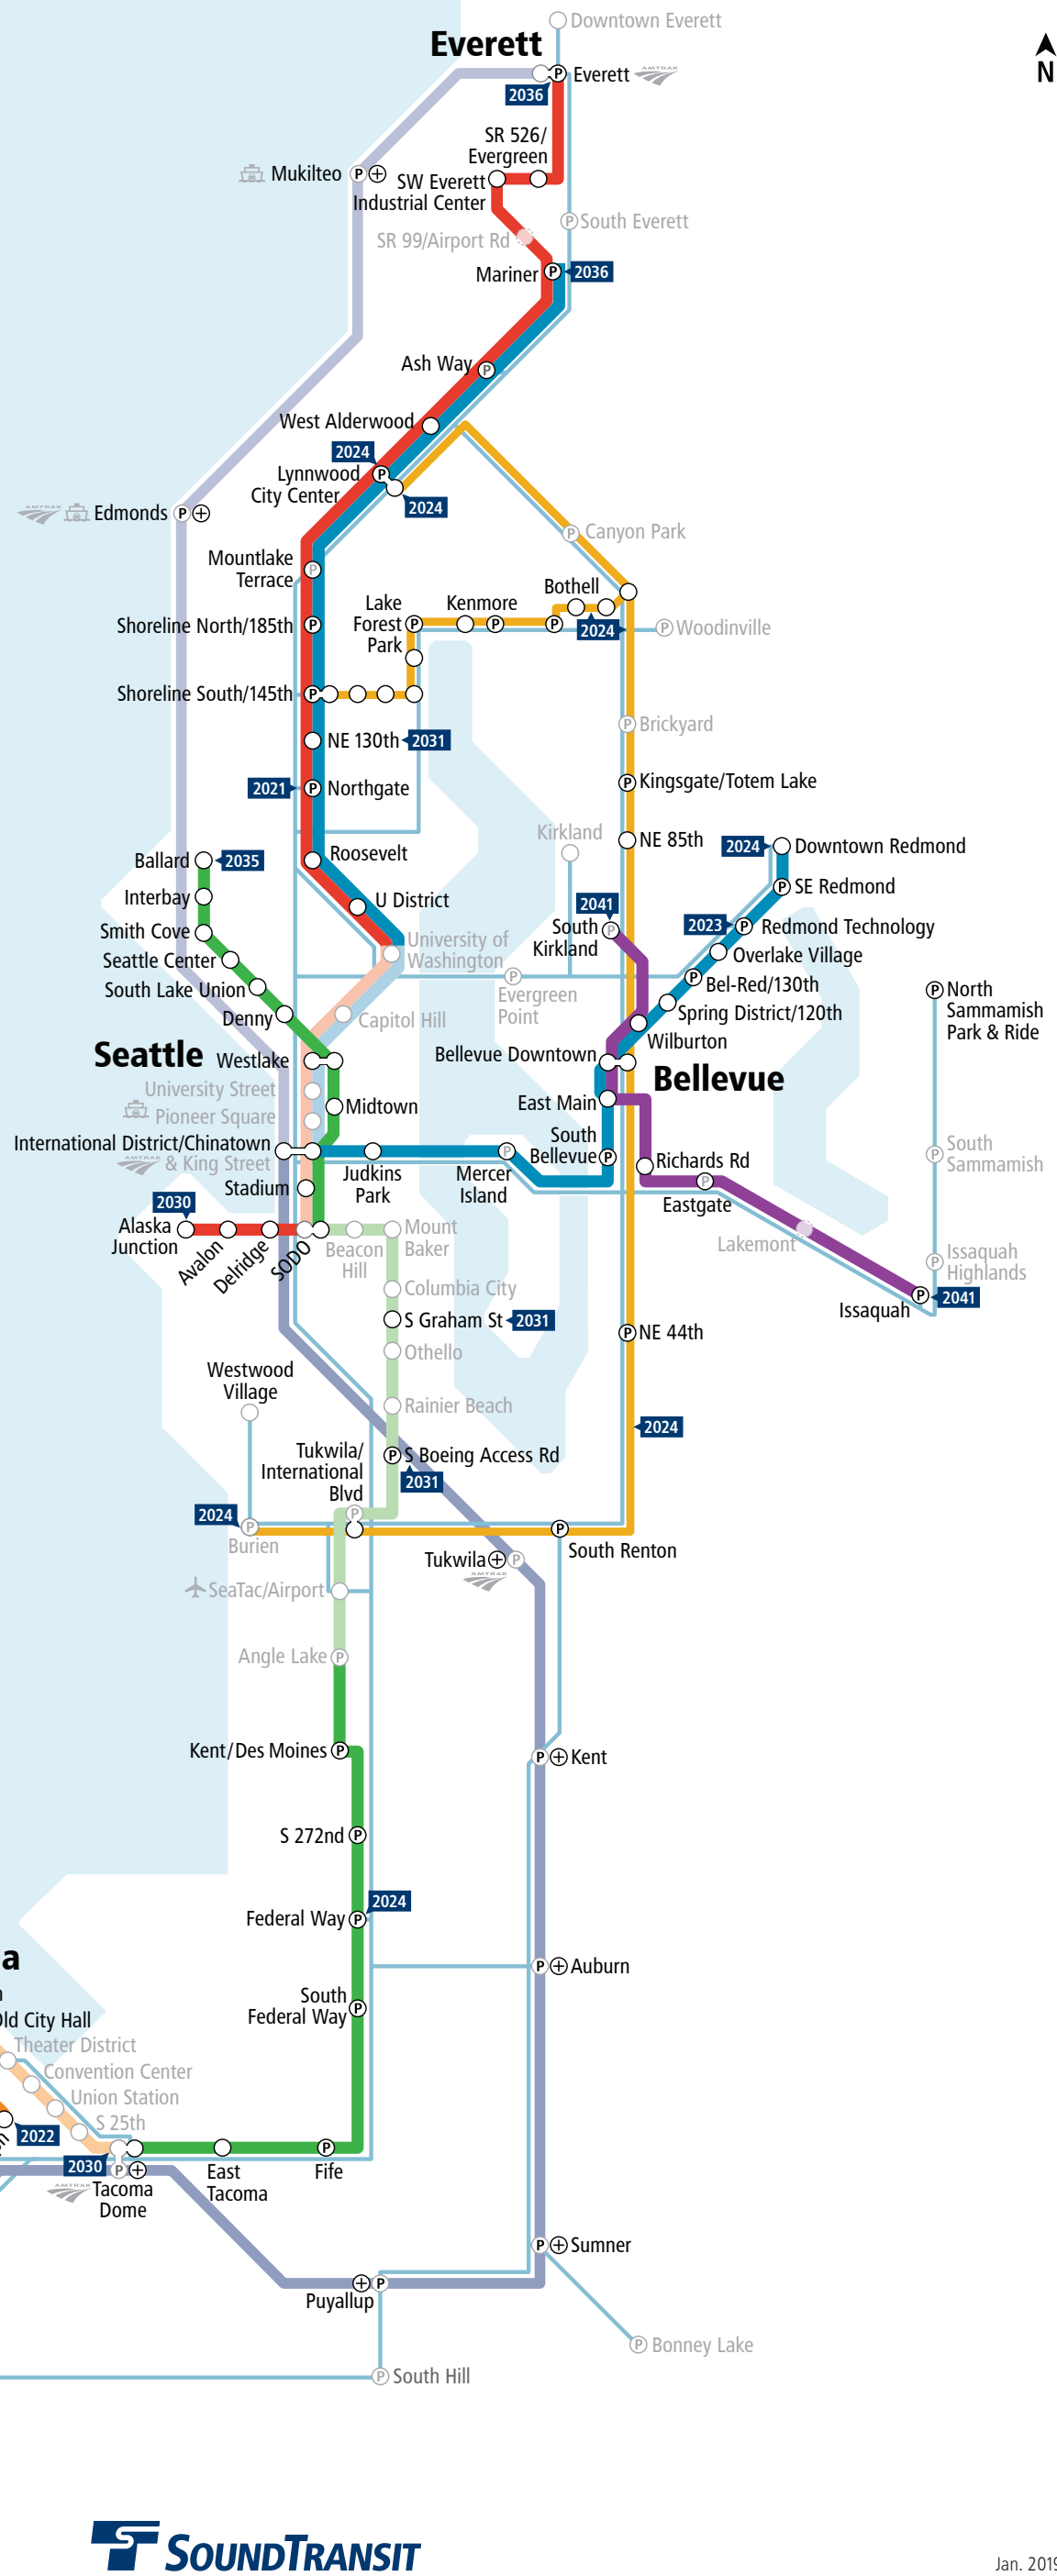 Downtown Everett
Everett
N
P Everett AMTRAK
2036
SR 526/
Evergreen
Mukilteo P
SW Everett
Industrial Center
P South Everett
SR 99/Airport Rd
Mariner P 2036
Ash Way P
West Alderwood
2024
Lynnwood P
City Center
2024
AMTRAK Edmonds P
Canyon Park
P
Mountlake
Terrace P
Bothell
Lake
Forest P
Park
Kenmore
P
P
2024
Shoreline North/185th P
P Woodinville
Shoreline South/145th P
P Brickyard
NE 130th 2031
P Kingsgate/Totem Lake
2021 P Northgate
Kirkland
NE 85th
2024 Downtown Redmond
Roosevelt
Ballard 2035
P SE Redmond
Interbay
U District
2041
South P
Kirkland
2023 P Redmond Technology
Smith Cove
University of
Washington
Overlake Village
Seattle Center
P
Evergreen
Point
P Bel-Red/130th
South Lake Union
P North
Sammamish
Park & Ride
Spring District/120th
Denny
Capitol Hill
Wilburton
Seattle
Westlake
Bellevue Downtown
Bellevue
University Street
Midtown
East Main
Pioneer Square
South
Bellevue P
International District/Chinatown
AMTRAK & King Street
P South
Sammamish
Judkins
Park
P
Mercer
Island
Richards Rd
Stadium
P
Eastgate
2030
Alaska
Junction
Avalon
Delridge
SODO
Beacon
Hill
Mount
Baker
Lakemont
P Issaquah
Highlands
Columbia City
P 2041
Issaquah
S Graham St 2031
P NE 44th
Othello
Westwood
Village
Rainier Beach
2024
Tukwila/
International
Blvd
P S Boeing Access Rd
2031
P
2024
P
Burien
P
South Renton
Tukwila P
AMTRAK
SeaTac/Airport
Angle Lake P
Kent/Des Moines P
P Kent
S 272nd P
2024
Federal Way P
a
P Auburn
South
Federal Way P
n
Old City Hall
Theater District
Convention Center
Union Station
S 25th
2022
2030 P
AMTRAK Tacoma
Dome
East
Tacoma
P
Fife
P Sumner
P
Puyallup
P Bonney Lake
P South Hill
SOUNDTRANSIT
Jan. 2019